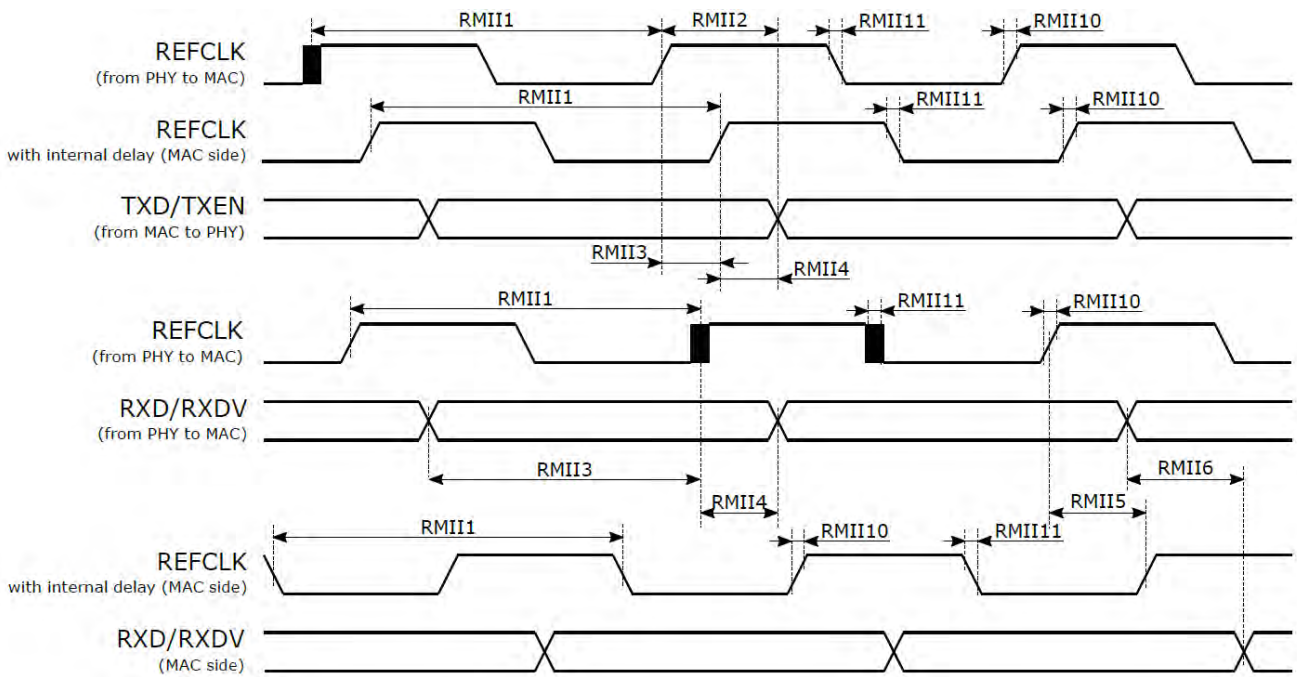 RMII1 RMII2 RMII11 RMII10
REFCLK
(from PHY to MAC)
RMII1 RMII11 RMII10
REFCLK
with internal delay (MAC side)
TXD/TXEN
(from MAC to PHY)
RMII3 RMII4
RMII1 RMII11 RMII10
REFCLK
(from PHY to MAC)
RXD/RXDV
(from PHY to MAC)
RMII3 RMII6
RMII4 RMII5
RMII1 RMII10 RMII11
REFCLK
with internal delay (MAC side)
RXD/RXDV
(MAC side)